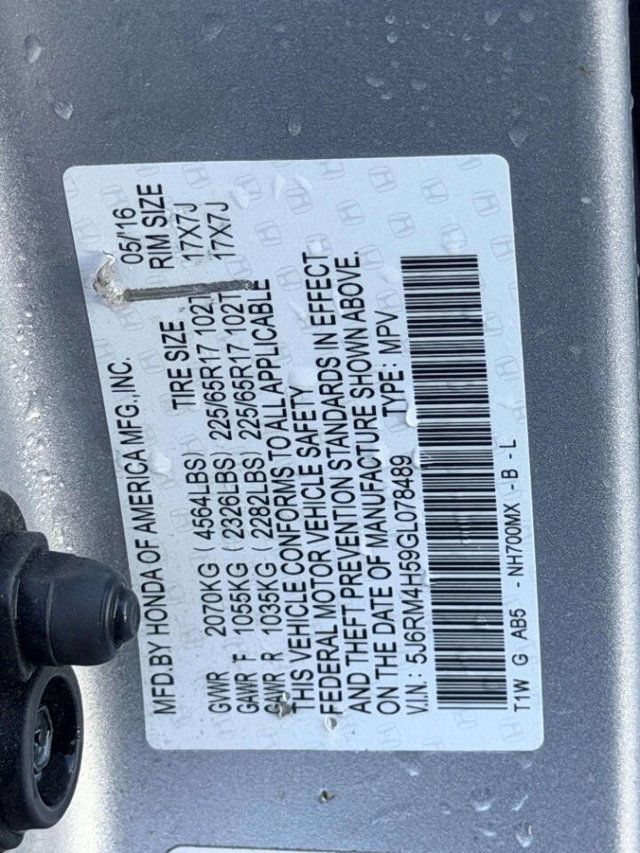 MFD.BY HONDA OF AMERICA MFG.,INC. 05/'16
TIRE SIZE RIM SIZE
GVWR 2070KG ( 4564LBS)
GAWR F 1055KG ( 2326LBS) 225/65R17 102T 17X7J
GAWR R 1035KG ( 2282LBS) 225/65R17 102T 17X7J
THIS VEHICLE CONFORMS TO ALL APPLICABLE
FEDERAL MOTOR VEHICLE SAFETY
AND THEFT PREVENTION STANDARDS IN EFFECT
ON THE DATE OF MANUFACTURE SHOWN ABOVE.
V.I.N: 5J6RM4H59GL078489 TYPE: MPV
T1W G AB5 - NH700MX - B - L